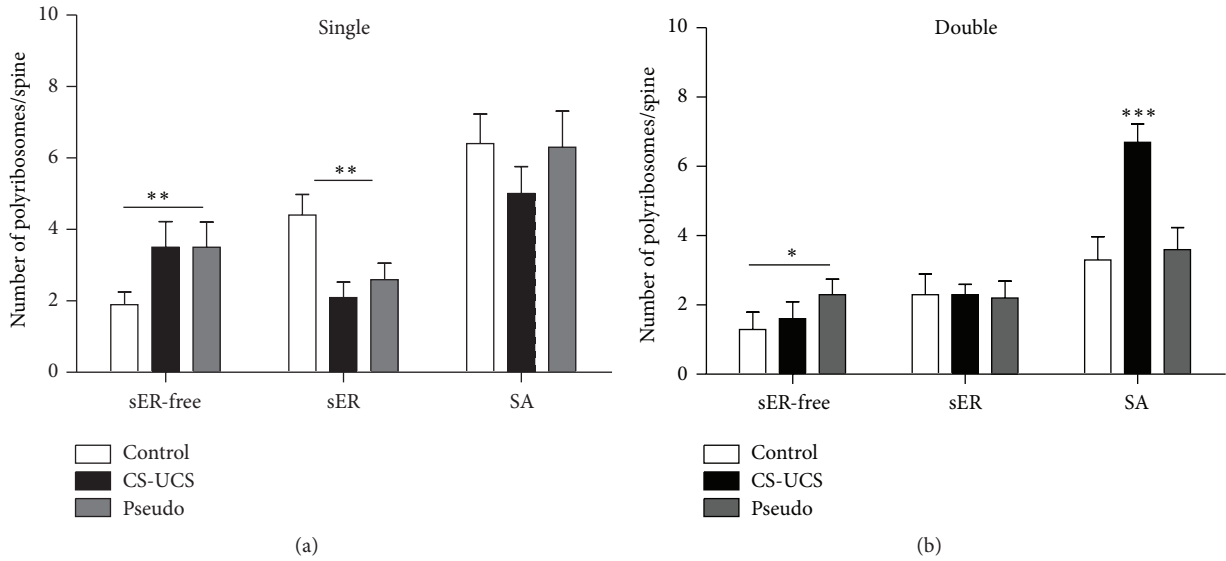 Single
Number of polyribosomes/spine
10
8
6
4
2
0
**
**
sER-free
sER
SA
Control
CS-UCS
Pseudo
(a)
Double
Number of polyribosomes/spine
10
8
6
4
2
0
*
***
sER-free
sER
SA
Control
CS-UCS
Pseudo
(b)